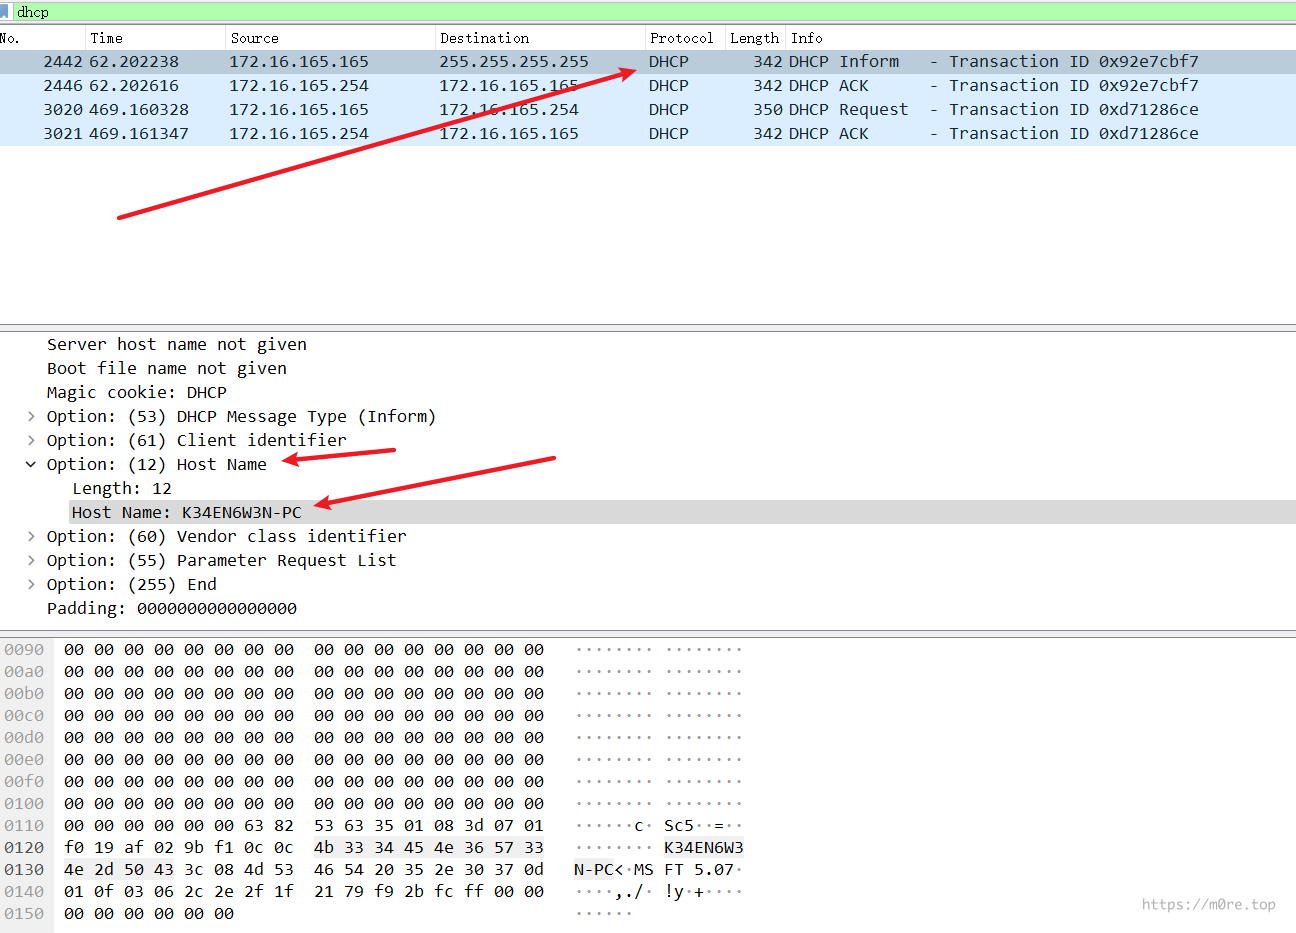 dhcp
No. Time Source Destination Protocol Length Info
2442 62.202238 172.16.165.165 255.255.255.255 DHCP 342 DHCP Inform - Transaction ID 0x92e7cbf7
2446 62.202616 172.16.165.254 172.16.165.165 DHCP 342 DHCP ACK - Transaction ID 0x92e7cbf7
3020 469.160328 172.16.165.165 172.16.165.254 DHCP 350 DHCP Request - Transaction ID 0xd71286ce
3021 469.161347 172.16.165.254 172.16.165.165 DHCP 342 DHCP ACK - Transaction ID 0xd71286ce
Server host name not given
Boot file name not given
Magic cookie: DHCP
Option: (53) DHCP Message Type (Inform)
Option: (61) Client identifier
Option: (12) Host Name
Length: 12
Host Name: K34EN6W3N-PC
Option: (60) Vendor class identifier
Option: (55) Parameter Request List
Option: (255) End
Padding: 0000000000000000
0090 00 00 00 00 00 00 00 00 00 00 00 00 00 00 00 00 ········ ········
00a0 00 00 00 00 00 00 00 00 00 00 00 00 00 00 00 00 ········ ········
00b0 00 00 00 00 00 00 00 00 00 00 00 00 00 00 00 00 ········ ········
00c0 00 00 00 00 00 00 00 00 00 00 00 00 00 00 00 00 ········ ········
00d0 00 00 00 00 00 00 00 00 00 00 00 00 00 00 00 00 ········ ········
00e0 00 00 00 00 00 00 00 00 00 00 00 00 00 00 00 00 ········ ········
00f0 00 00 00 00 00 00 00 00 00 00 00 00 00 00 00 00 ········ ········
0100 00 00 00 00 00 00 00 00 00 00 00 00 00 00 00 00 ········ ········
0110 00 00 00 00 00 00 63 82 53 63 35 01 08 3d 07 01 ······c· Sc5··=··
0120 f0 19 af 02 9b f1 0c 0c 4b 33 34 45 4e 36 57 33 ········ K34EN6W3
0130 4e 2d 50 43 3c 08 4d 53 46 54 20 35 2e 30 37 0d N-PC<·MS FT 5.07·
0140 01 0f 03 06 2c 2e 2f 1f 21 79 f9 2b fc ff 00 00 ····,./· !y·+····
0150 00 00 00 00 00 00 ······
https://m0re.top